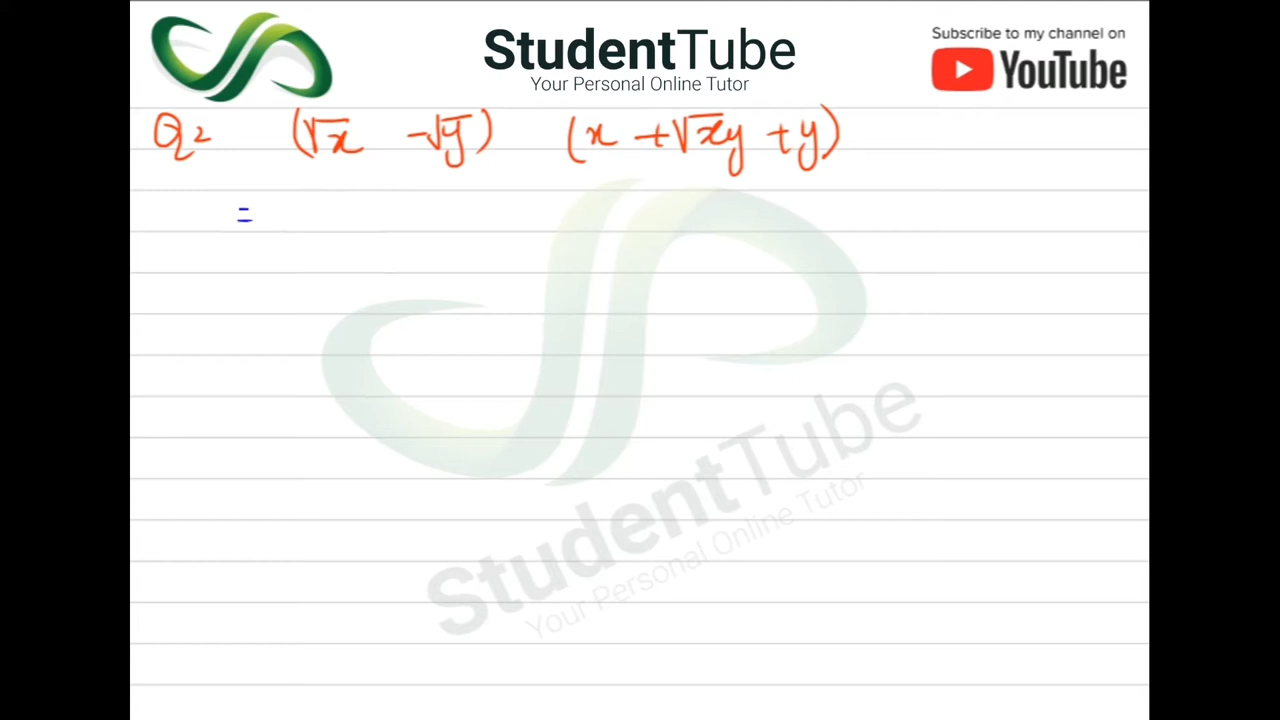 StudentTube
Your Personal Online Tutor
Subscribe to my channel on
YouTube
Q2 (√x -√y) (x +√xy +y)
=
StudentTube
Your Personal Online Tutor